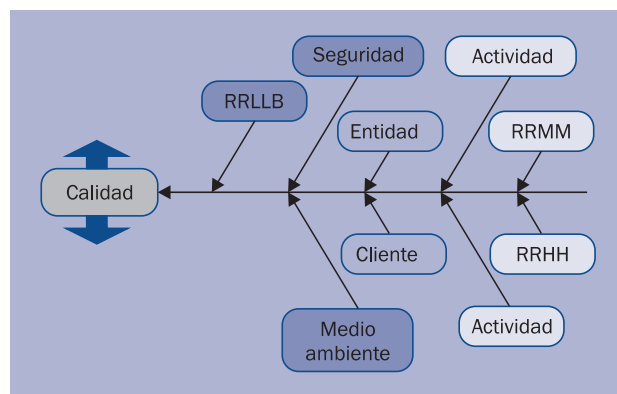 Seguridad
Actividad
RRLLB
Entidad
RRMM
Calidad
Cliente
RRHH
Medio
ambiente
Actividad